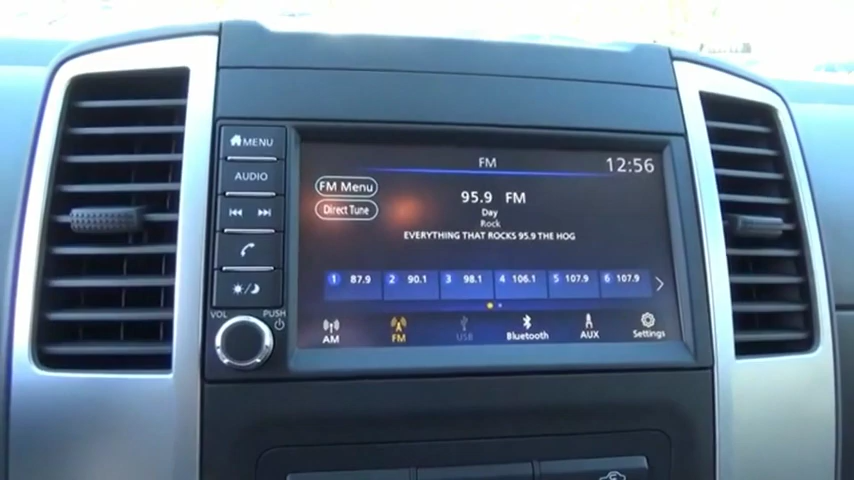 MENU
AUDIO
VOL
PUSH
FM
12:56
FM Menu
95.9 FM
Direct Tune
Day
Rock
EVERYTHING THAT ROCKS 95.9 THE HOG
1 87.9
2 90.1
3 98.1
4 106.1
5 107.9
6 107.9
AM
FM
USB
Bluetooth
AUX
Settings